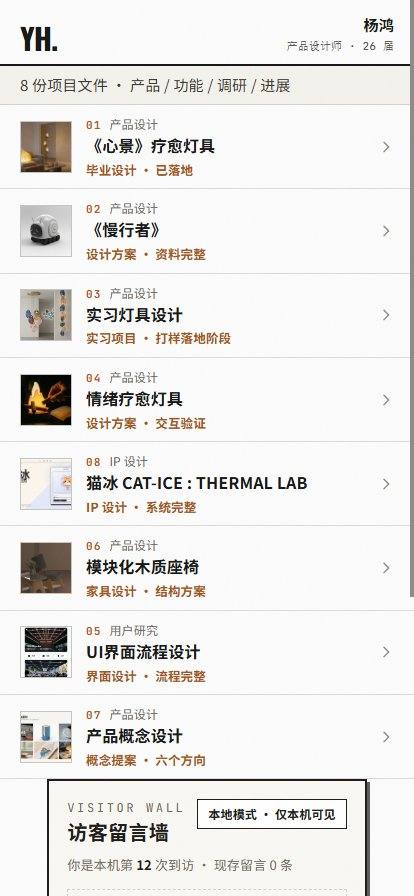 YH.
杨鸿
产品设计师 · 26 届
8 份项目文件 · 产品 / 功能 / 调研 / 进展
01 产品设计
《心景》疗愈灯具
毕业设计 · 已落地
02 产品设计
《慢行者》
设计方案 · 资料完整
03 产品设计
实习灯具设计
实习项目 · 打样落地阶段
04 产品设计
情绪疗愈灯具
设计方案 · 交互验证
08 IP 设计
猫冰 CAT-ICE : THERMAL LAB
IP 设计 · 系统完整
06 产品设计
模块化木质座椅
家具设计 · 结构方案
05 用户研究
UI界面流程设计
界面设计 · 流程完整
07 产品设计
产品概念设计
概念提案 · 六个方向
VISITOR WALL
访客留言墙
本地模式 · 仅本机可见
你是本机第 12 次到访 · 现存留言 0 条